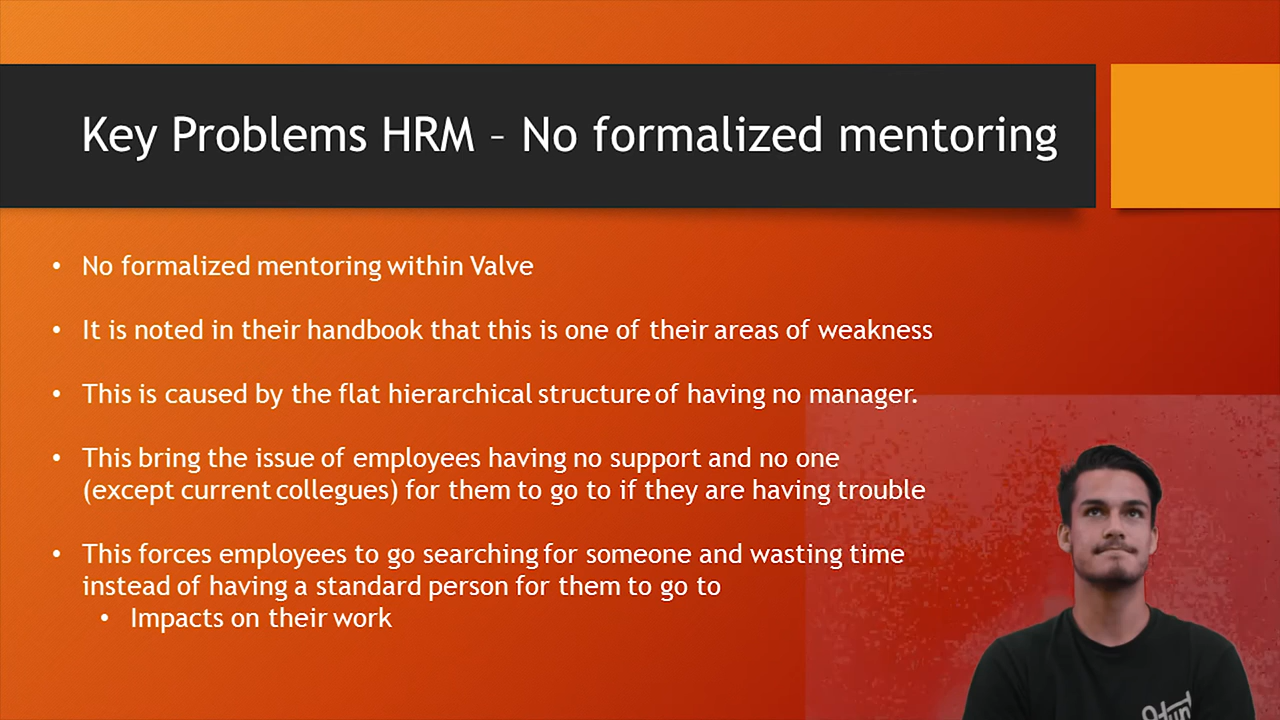 Key Problems HRM – No formalized mentoring
• No formalized mentoring within Valve
• It is noted in their handbook that this is one of their areas of weakness
• This is caused by the flat hierarchical structure of having no manager.
• This bring the issue of employees having no support and no one
(except current collegues) for them to go to if they are having trouble
• This forces employees to go searching for someone and wasting time
instead of having a standard person for them to go to
• Impacts on their work